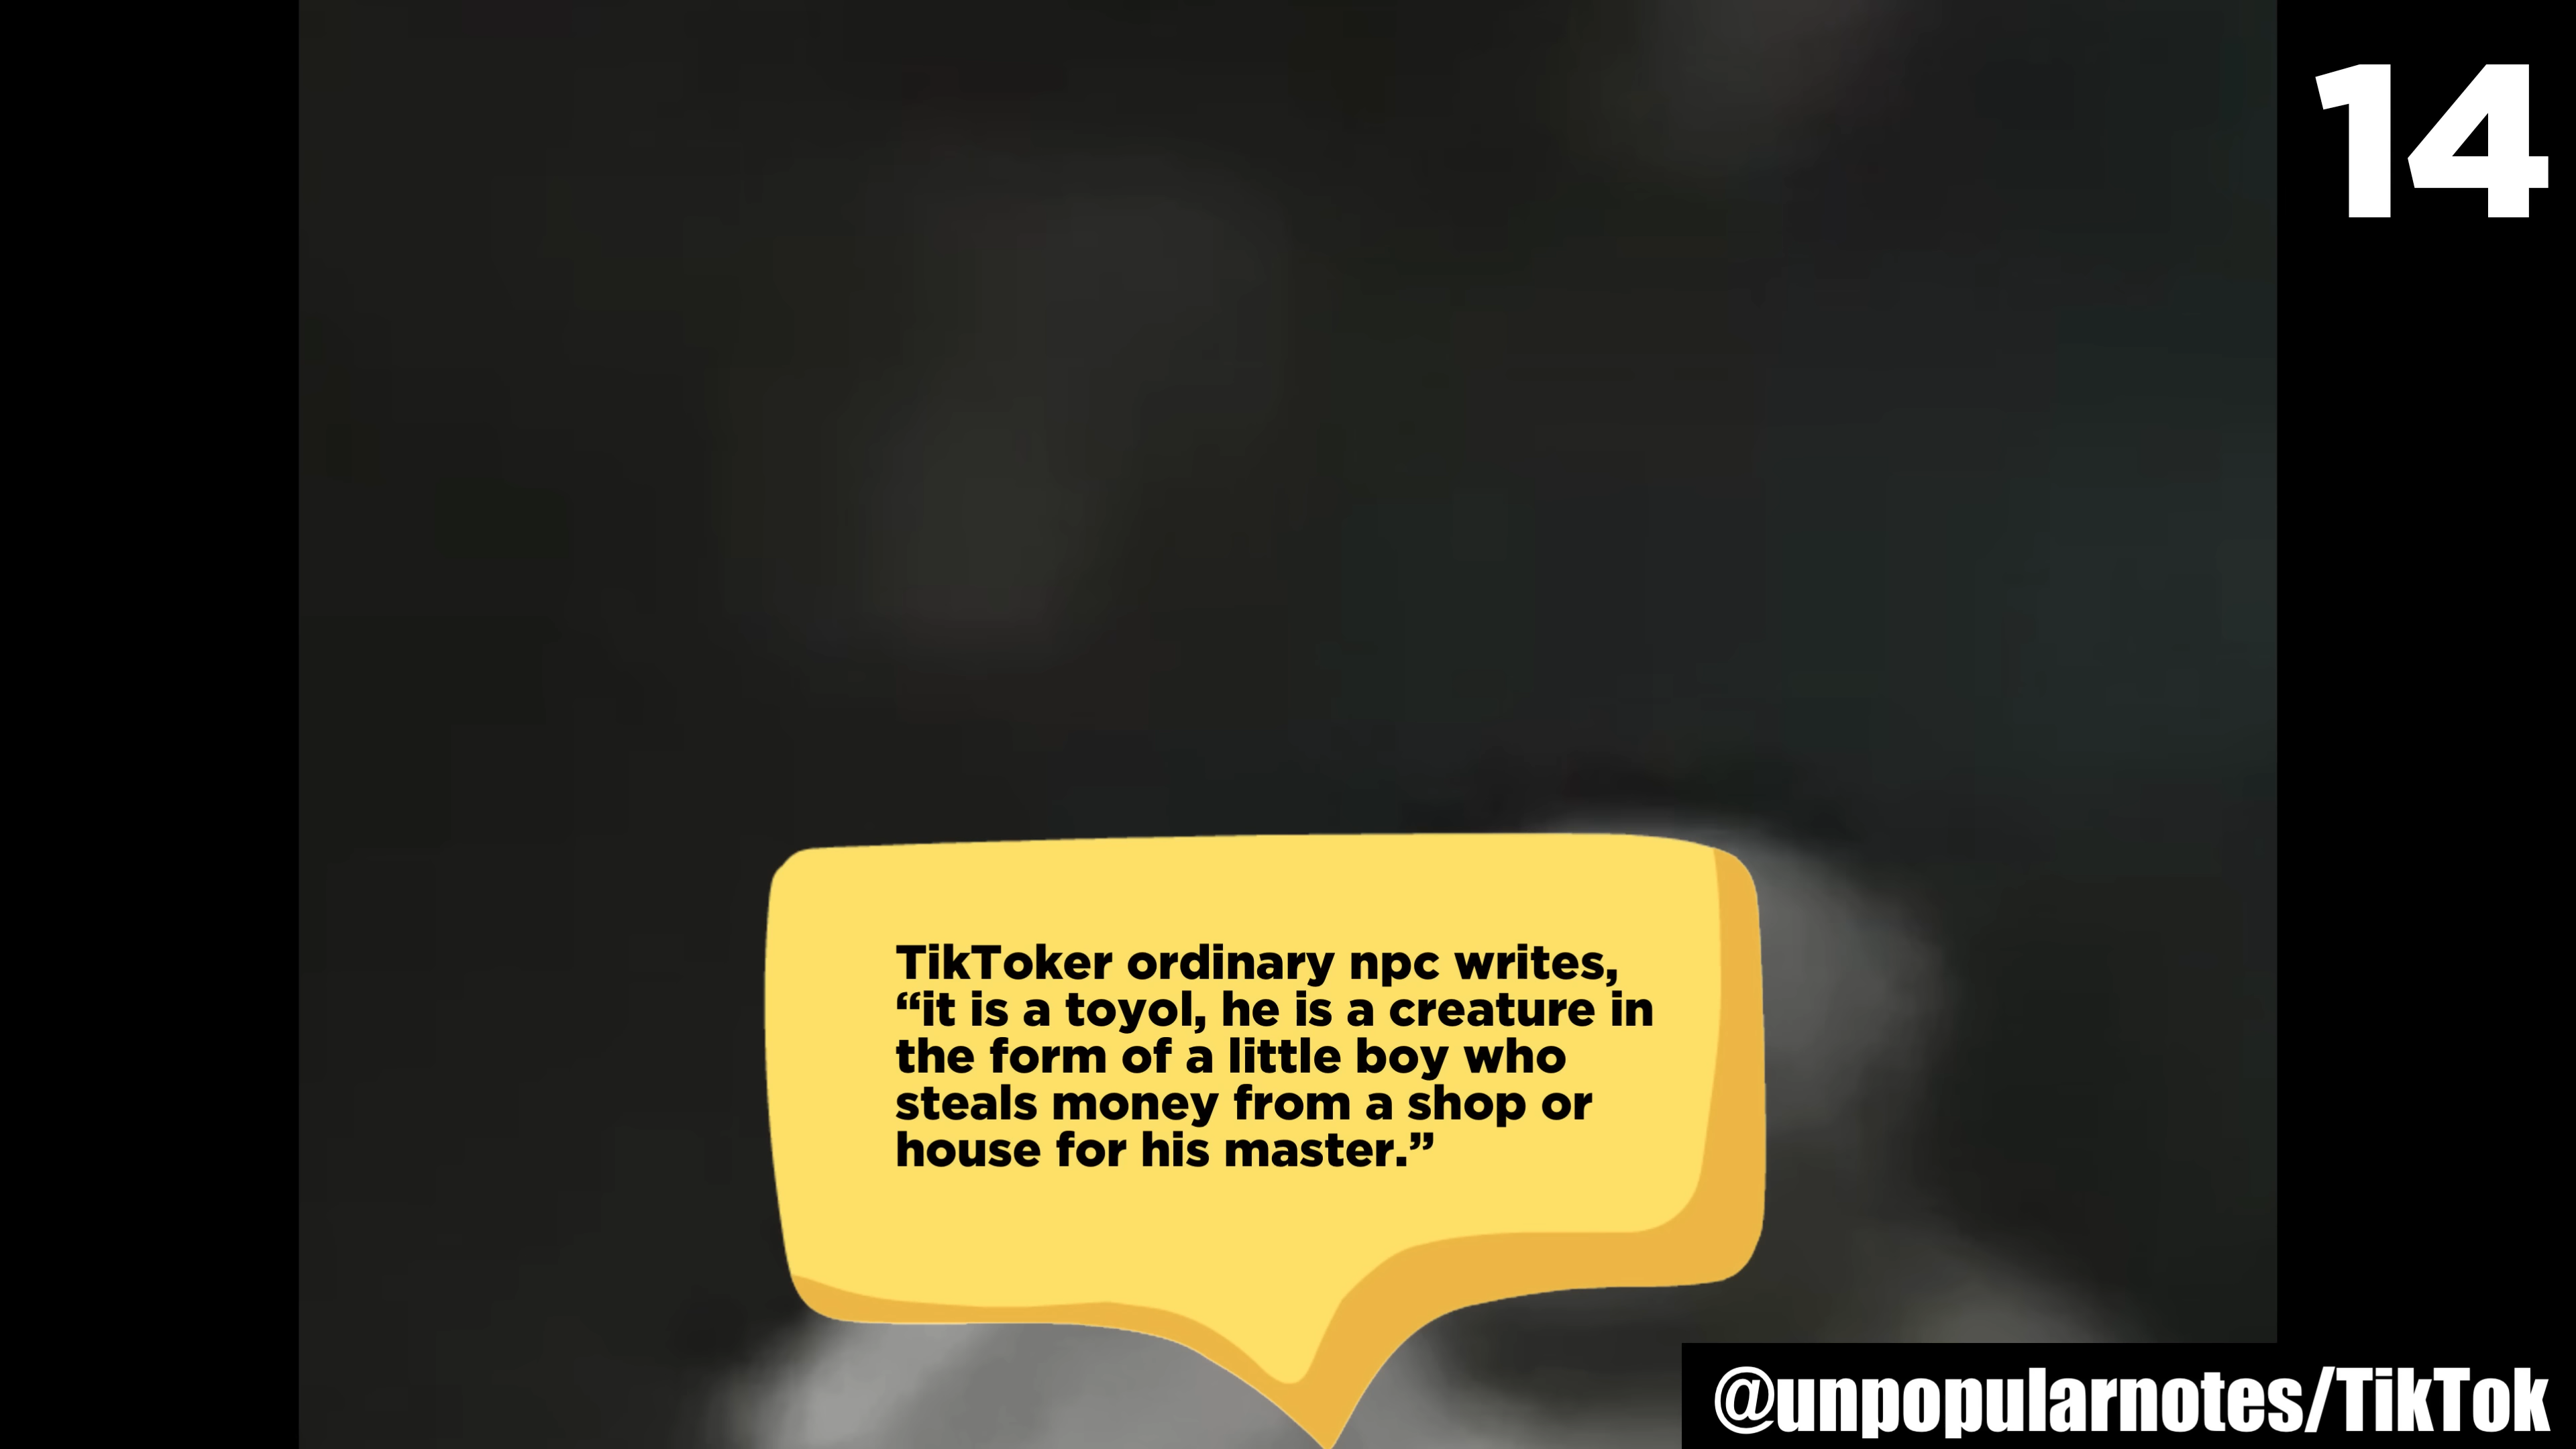 14
TikToker ordinary npc writes,
“it is a toyol, he is a creature in
the form of a little boy who
steals money from a shop or
house for his master.”
@unpopularnotes/TikTok